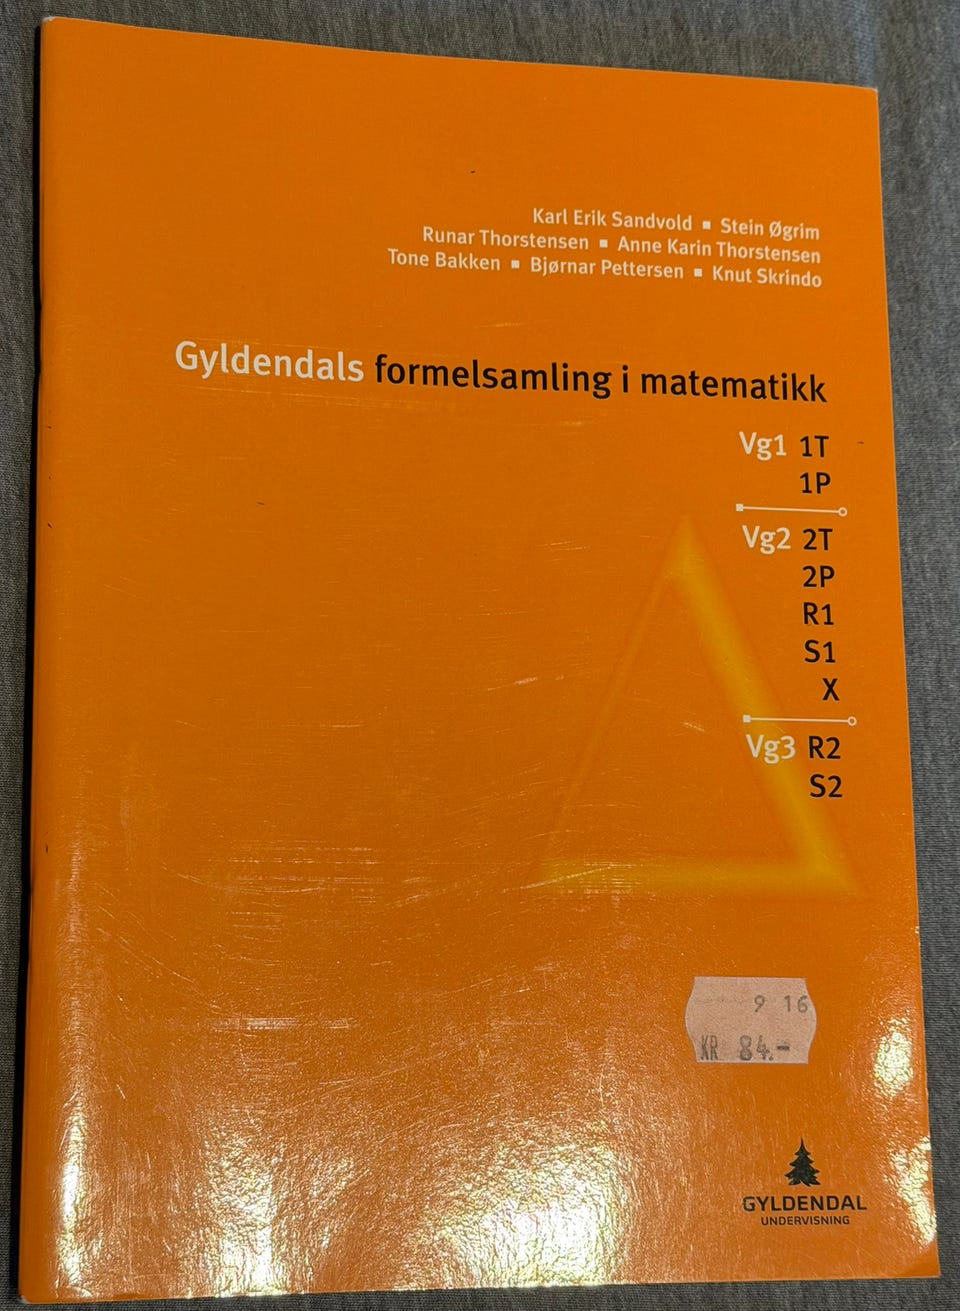 Karl Erik Sandvold ▪ Stein Øgrim
Runar Thorstensen ▪ Anne Karin Thorstensen
Tone Bakken ▪ Bjørnar Pettersen ▪ Knut Skrindo
Gyldendals formelsamling i matematikk
Vg1 1T
1P
Vg2 2T
2P
R1
S1
X
Vg3 R2
S2
9 16
KR 84.-
GYLDENDAL
UNDERVISNING